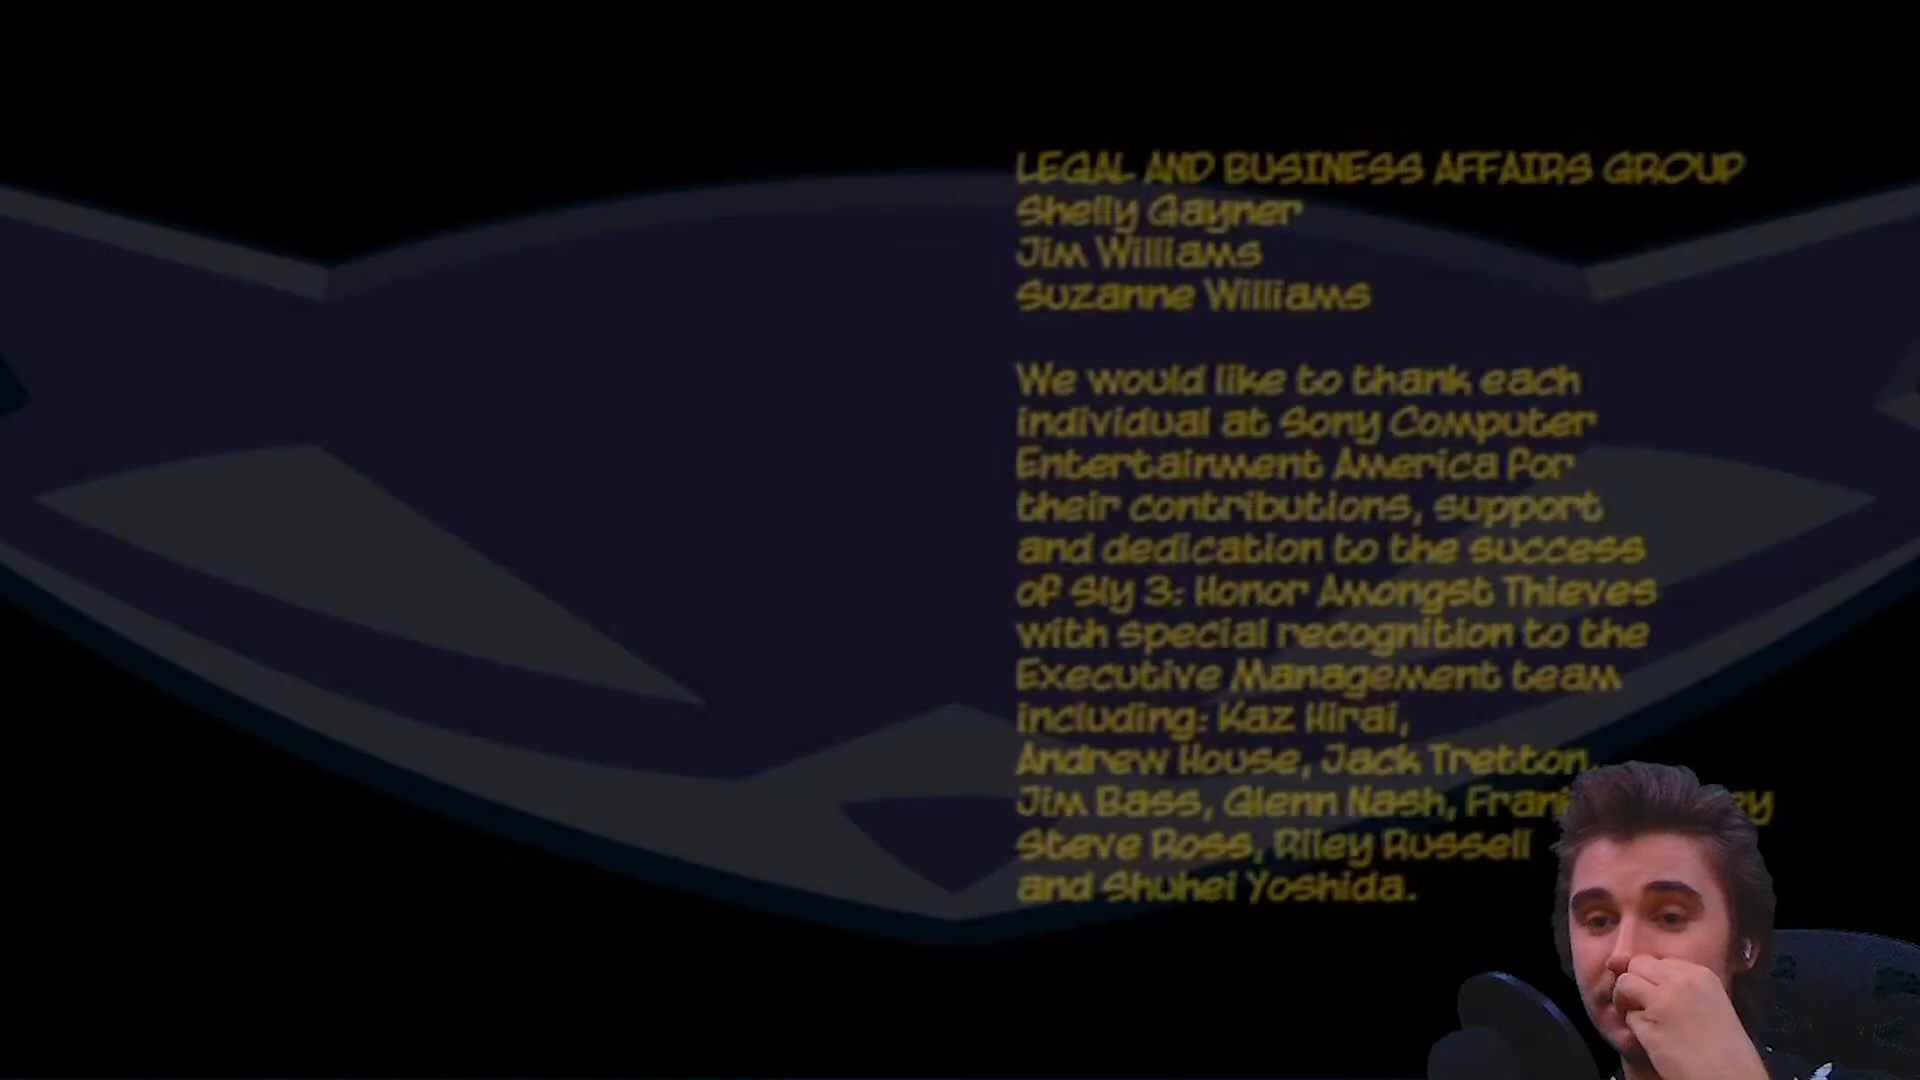 LEGAL AND BUSINESS AFFAIRS GROUP
Shelly Gayner
Jim Williams
Suzanne Williams
We would like to thank each
individual at Sony Computer
Entertainment America for
their contributions, support
and dedication to the success
of Sly 3: Honor Amongst Thieves
with special recognition to the
Executive Management team
including: Kaz Hirai,
Andrew House, Jack Tretton,
Jim Bass, Glenn Nash,
Steve Ross, Riley Russell
and Shuhei Yoshida.